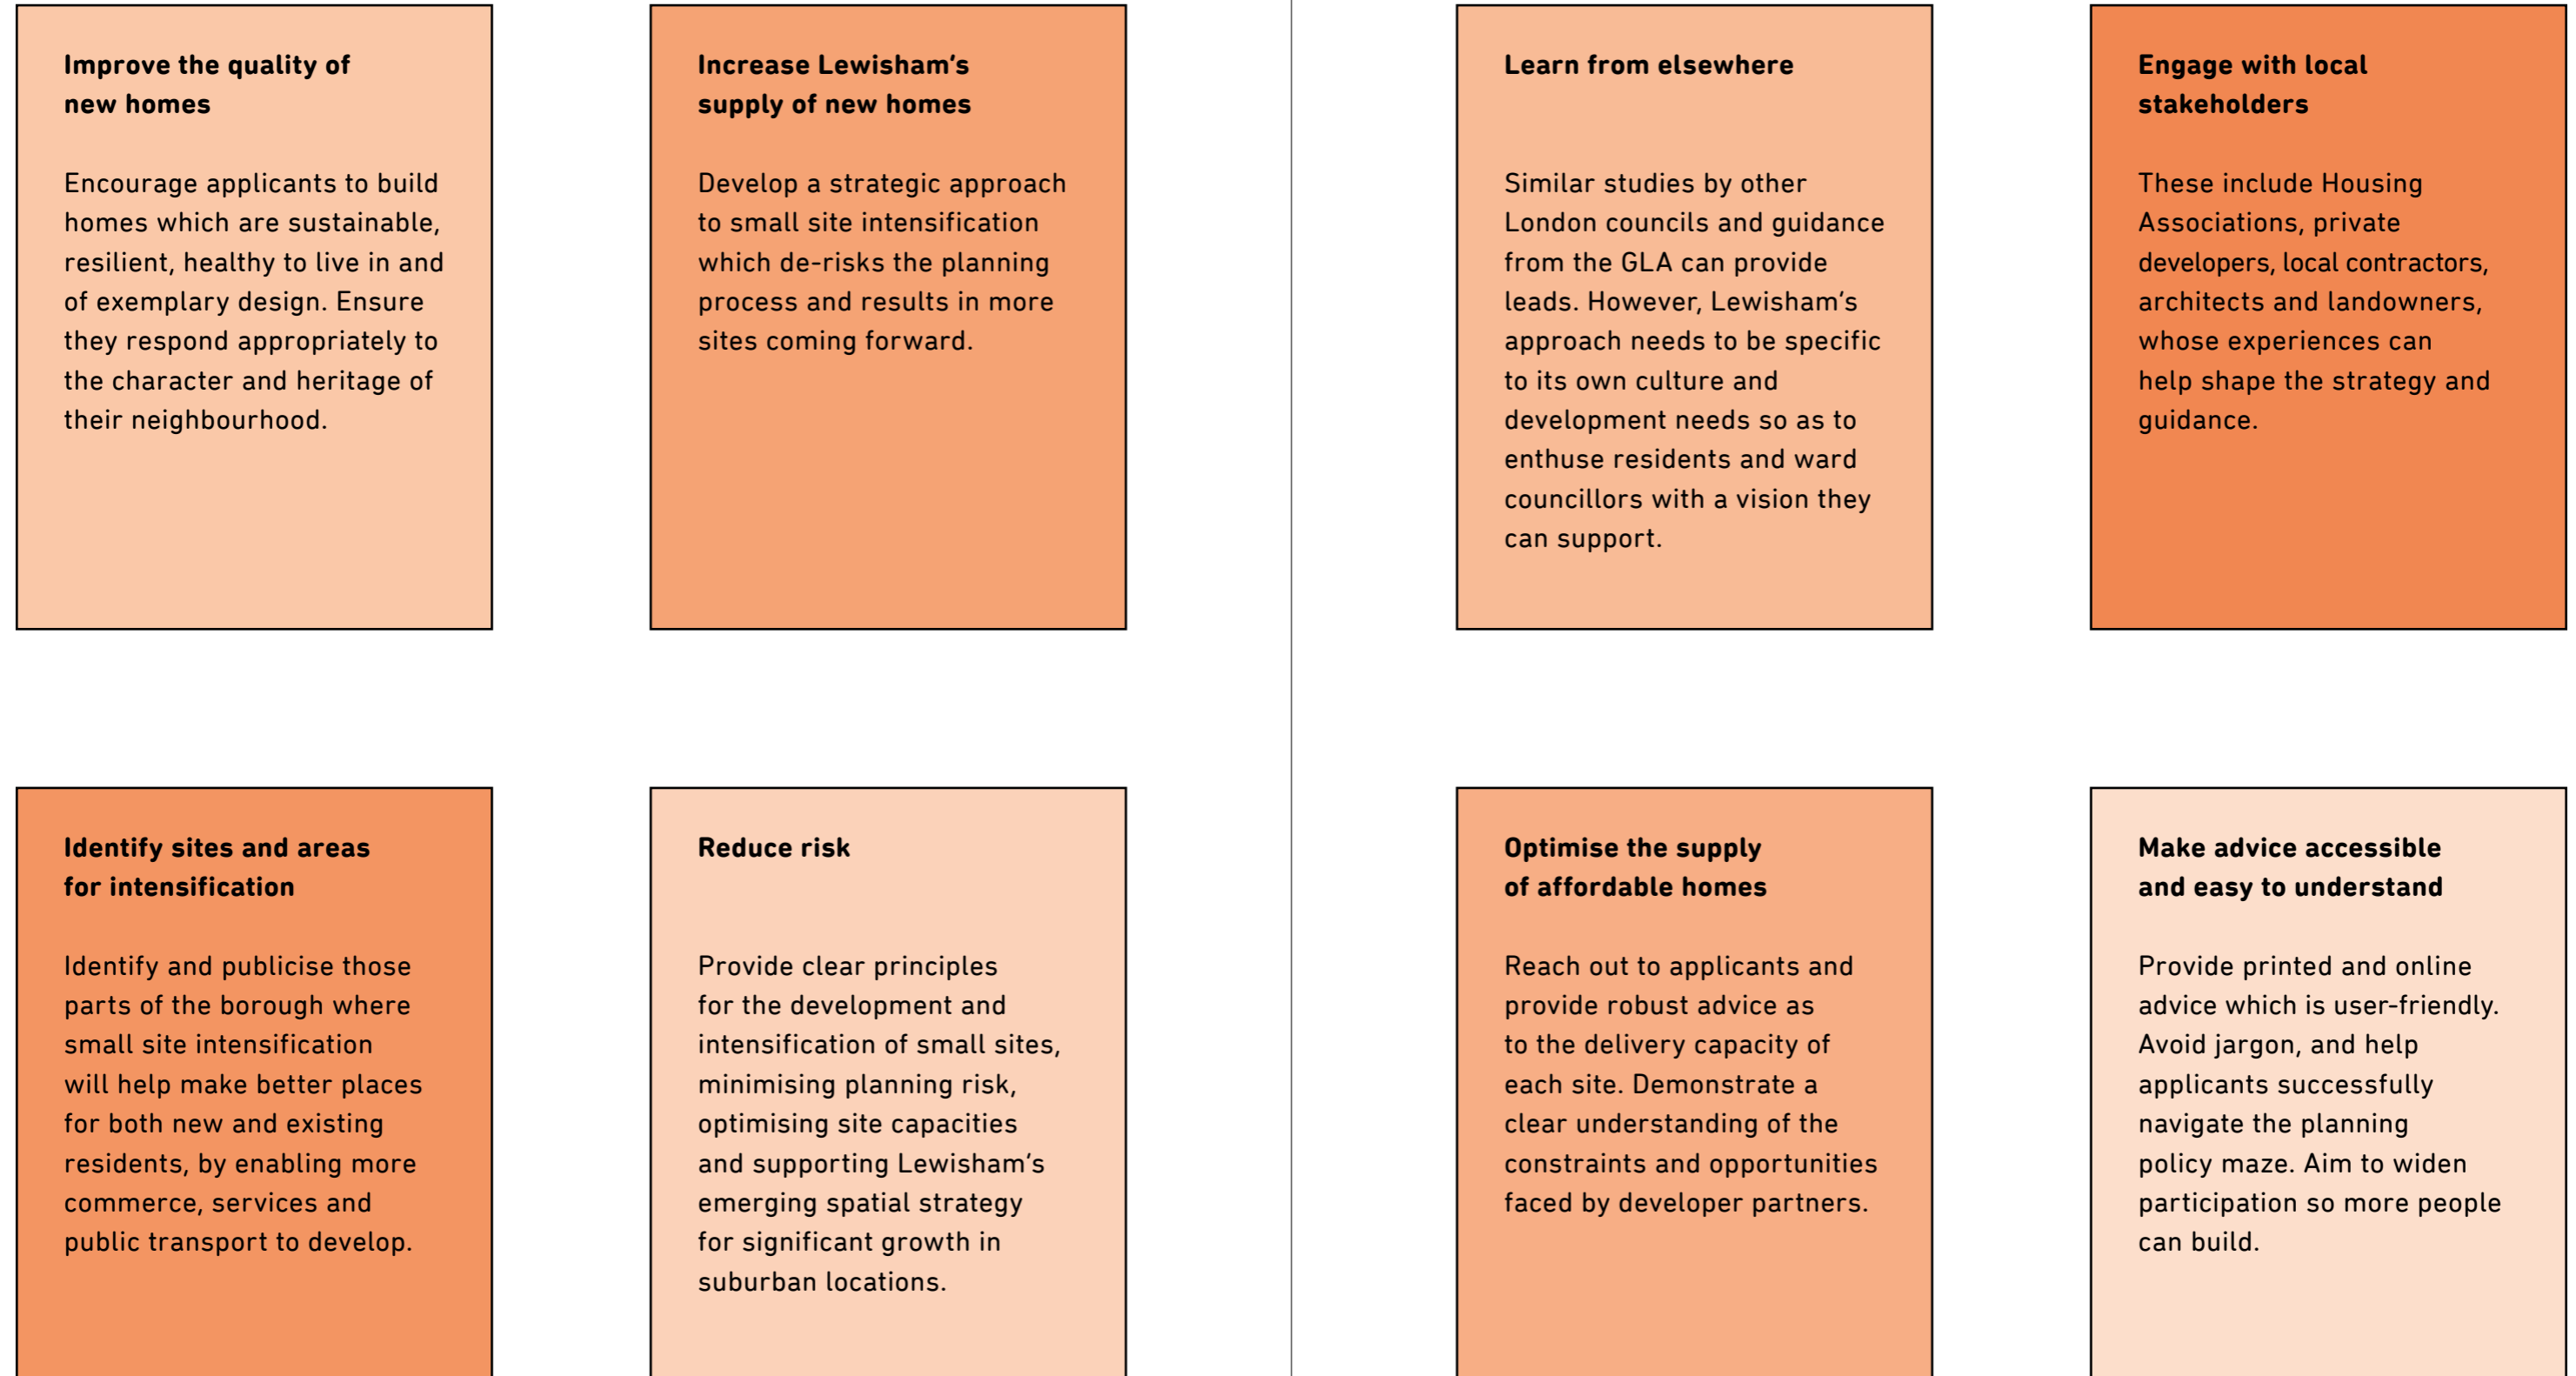 Improve the quality of
new homes
Encourage applicants to build
homes which are sustainable,
resilient, healthy to live in and
of exemplary design. Ensure
they respond appropriately to
the character and heritage of
their neighbourhood.
Increase Lewisham's
supply of new homes
Develop a strategic approach
to small site intensification
which de-risks the planning
process and results in more
sites coming forward.
Learn from elsewhere
Similar studies by other
London councils and guidance
from the GLA can provide
leads. However, Lewisham's
approach needs to be specific
to its own culture and
development needs so as to
enthuse residents and ward
councillors with a vision they
can support.
Engage with local
stakeholders
These include Housing
Associations, private
developers, local contractors,
architects and landowners,
whose experiences can
help shape the strategy and
guidance.
Identify sites and areas
for intensification
Identify and publicise those
parts of the borough where
small site intensification
will help make better places
for both new and existing
residents, by enabling more
commerce, services and
public transport to develop.
Reduce risk
Provide clear principles
for the development and
intensification of small sites,
minimising planning risk,
optimising site capacities
and supporting Lewisham's
emerging spatial strategy
for significant growth in
suburban locations.
Optimise the supply
of affordable homes
Reach out to applicants and
provide robust advice as
to the delivery capacity of
each site. Demonstrate a
clear understanding of the
constraints and opportunities
faced by developer partners.
Make advice accessible
and easy to understand
Provide printed and online
advice which is user-friendly.
Avoid jargon, and help
applicants successfully
navigate the planning
policy maze. Aim to widen
participation so more people
can build.